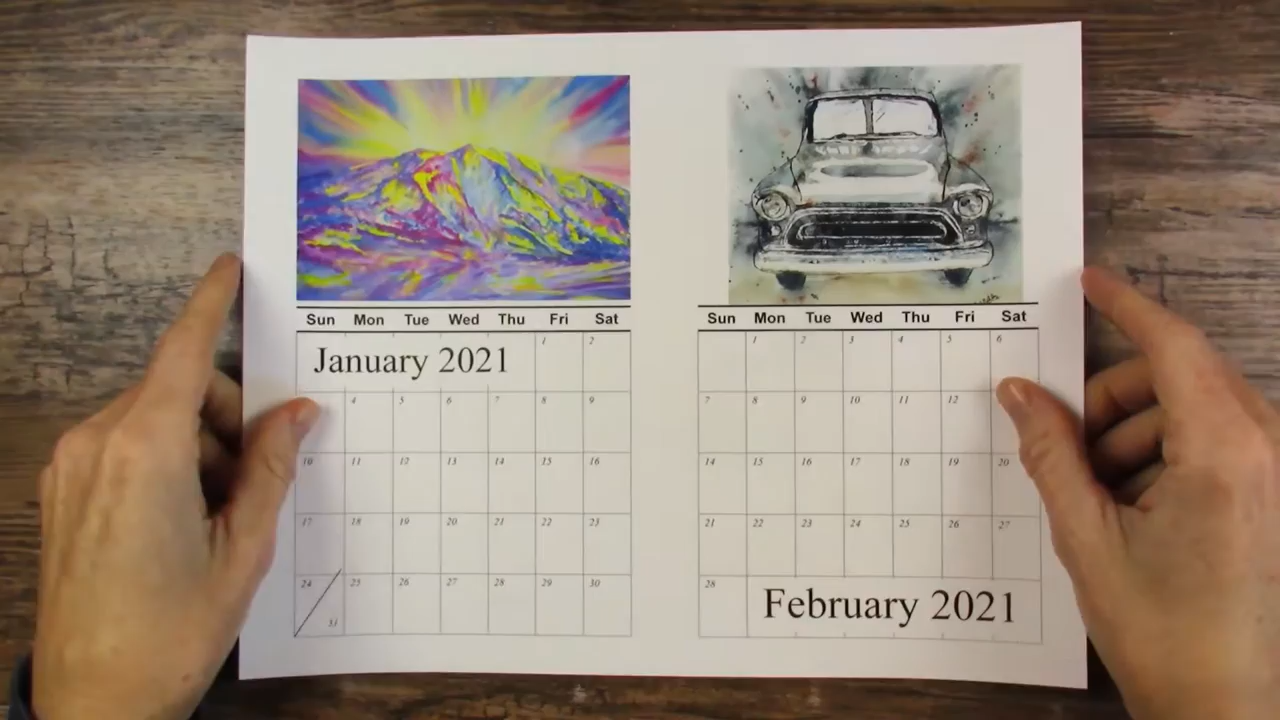 Sun Mon Tue Wed Thu Fri Sat
January 2021 1 2
4 5 6 7 8 9
10 11 12 13 14 15 16
17 18 19 20 21 22 23
24 25 26 27 28 29 30
31
Sun Mon Tue Wed Thu Fri Sat
1 2 3 4 5 6
7 8 9 10 11 12
14 15 16 17 18 19 20
21 22 23 24 25 26 27
28 February 2021